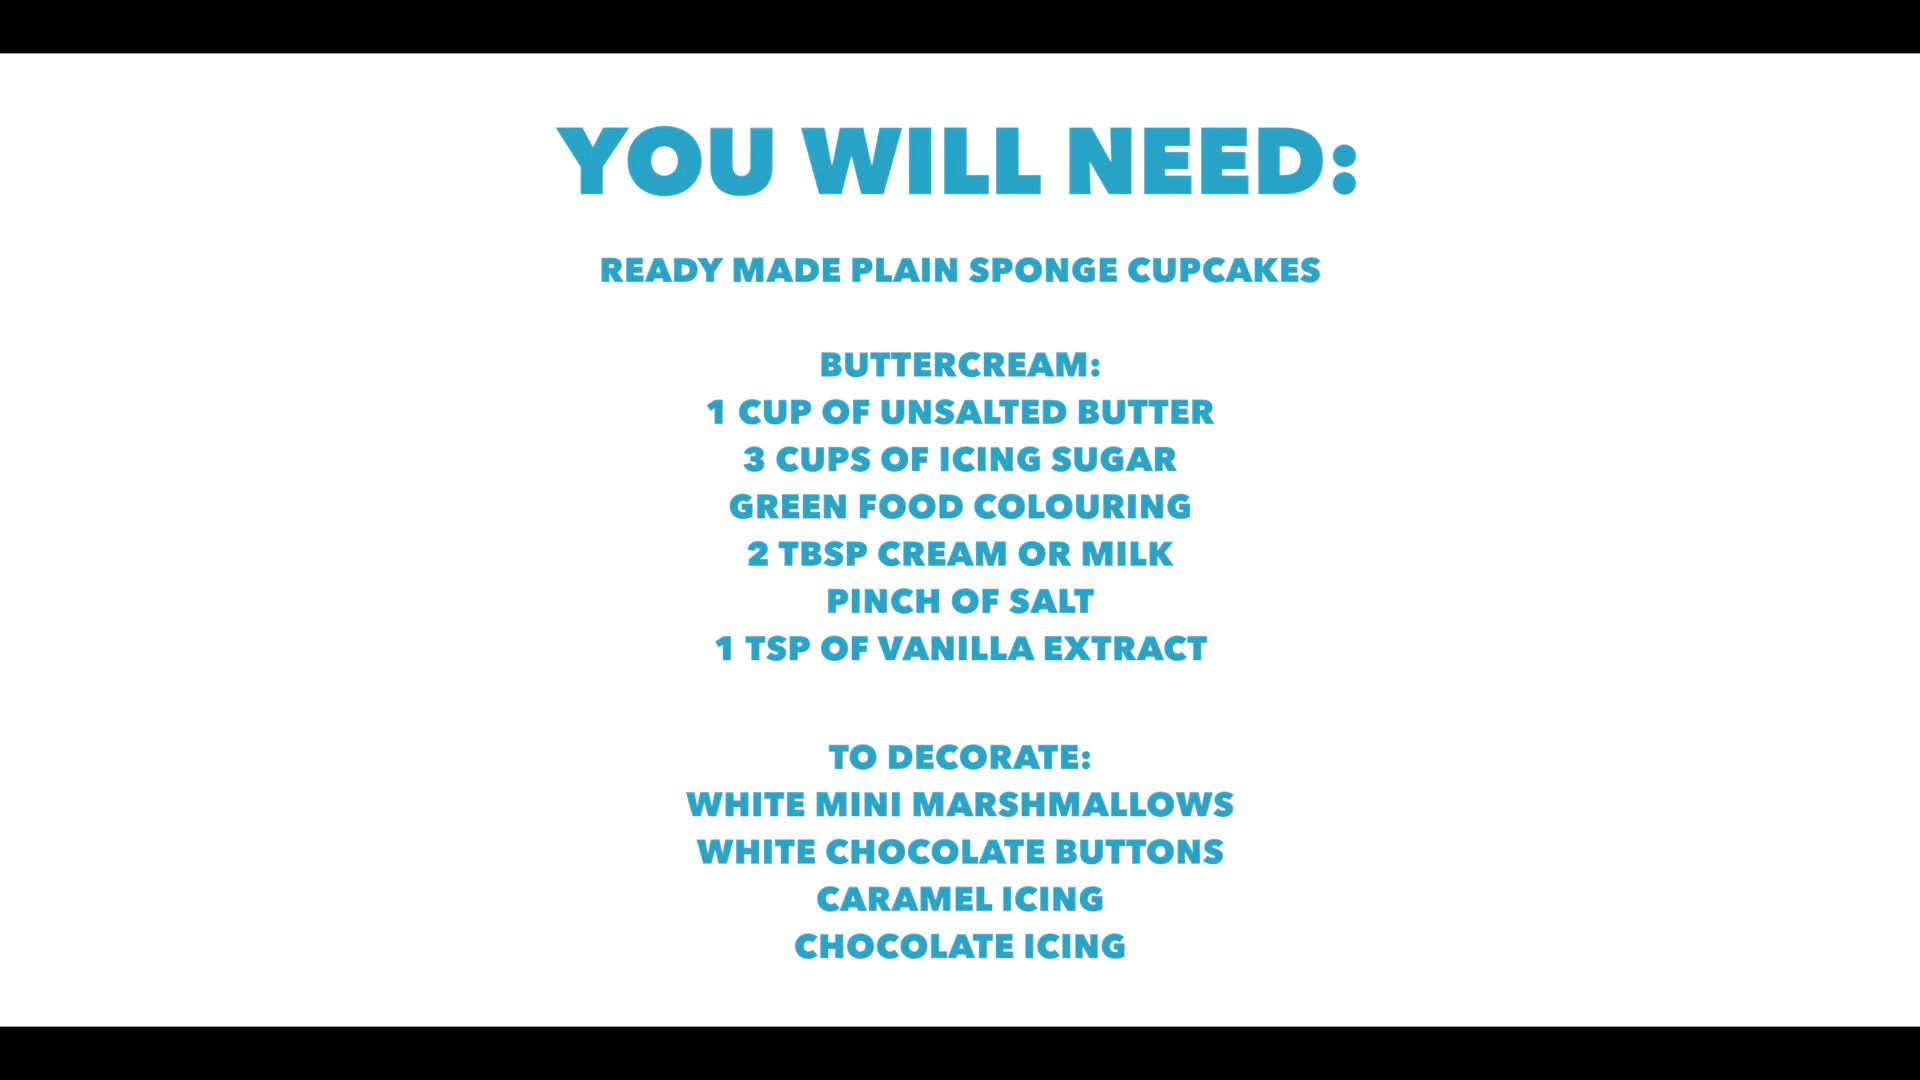 YOU WILL NEED:
READY MADE PLAIN SPONGE CUPCAKES
BUTTERCREAM:
1 CUP OF UNSALTED BUTTER
3 CUPS OF ICING SUGAR
GREEN FOOD COLOURING
2 TBSP CREAM OR MILK
PINCH OF SALT
1 TSP OF VANILLA EXTRACT
TO DECORATE:
WHITE MINI MARSHMALLOWS
WHITE CHOCOLATE BUTTONS
CARAMEL ICING
CHOCOLATE ICING